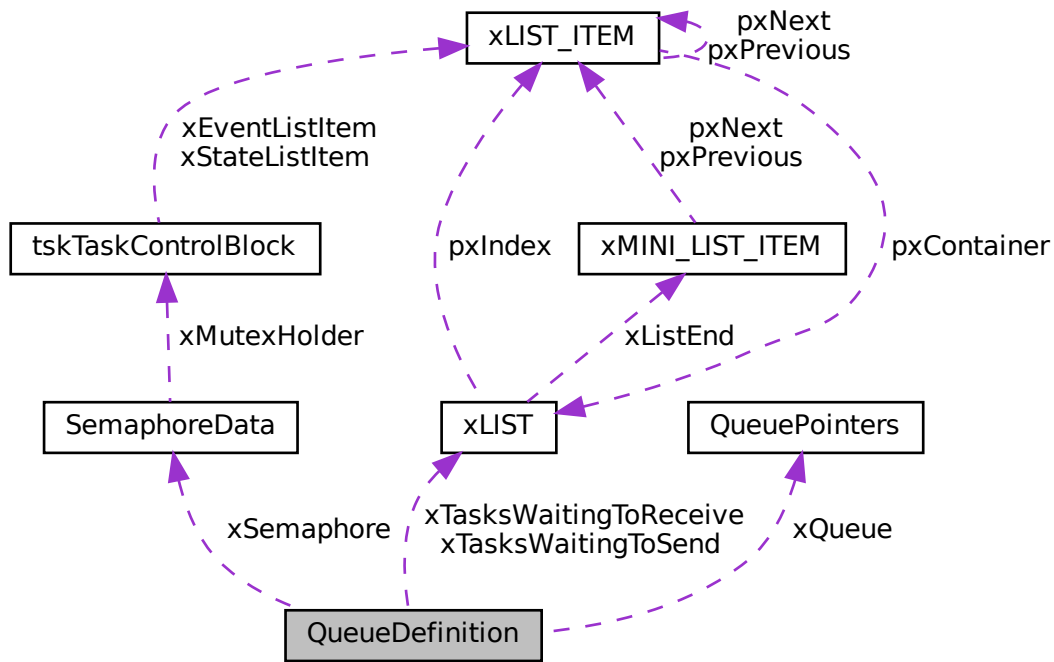 xLIST_ITEM
pxNext
pxPrevious
xEventListItem
xStateListItem
pxNext
pxPrevious
tskTaskControlBlock
pxIndex
xMINI_LIST_ITEM
pxContainer
xMutexHolder
xListEnd
SemaphoreData
xLIST
QueuePointers
xSemaphore
xTasksWaitingToReceive
xTasksWaitingToSend
xQueue
QueueDefinition